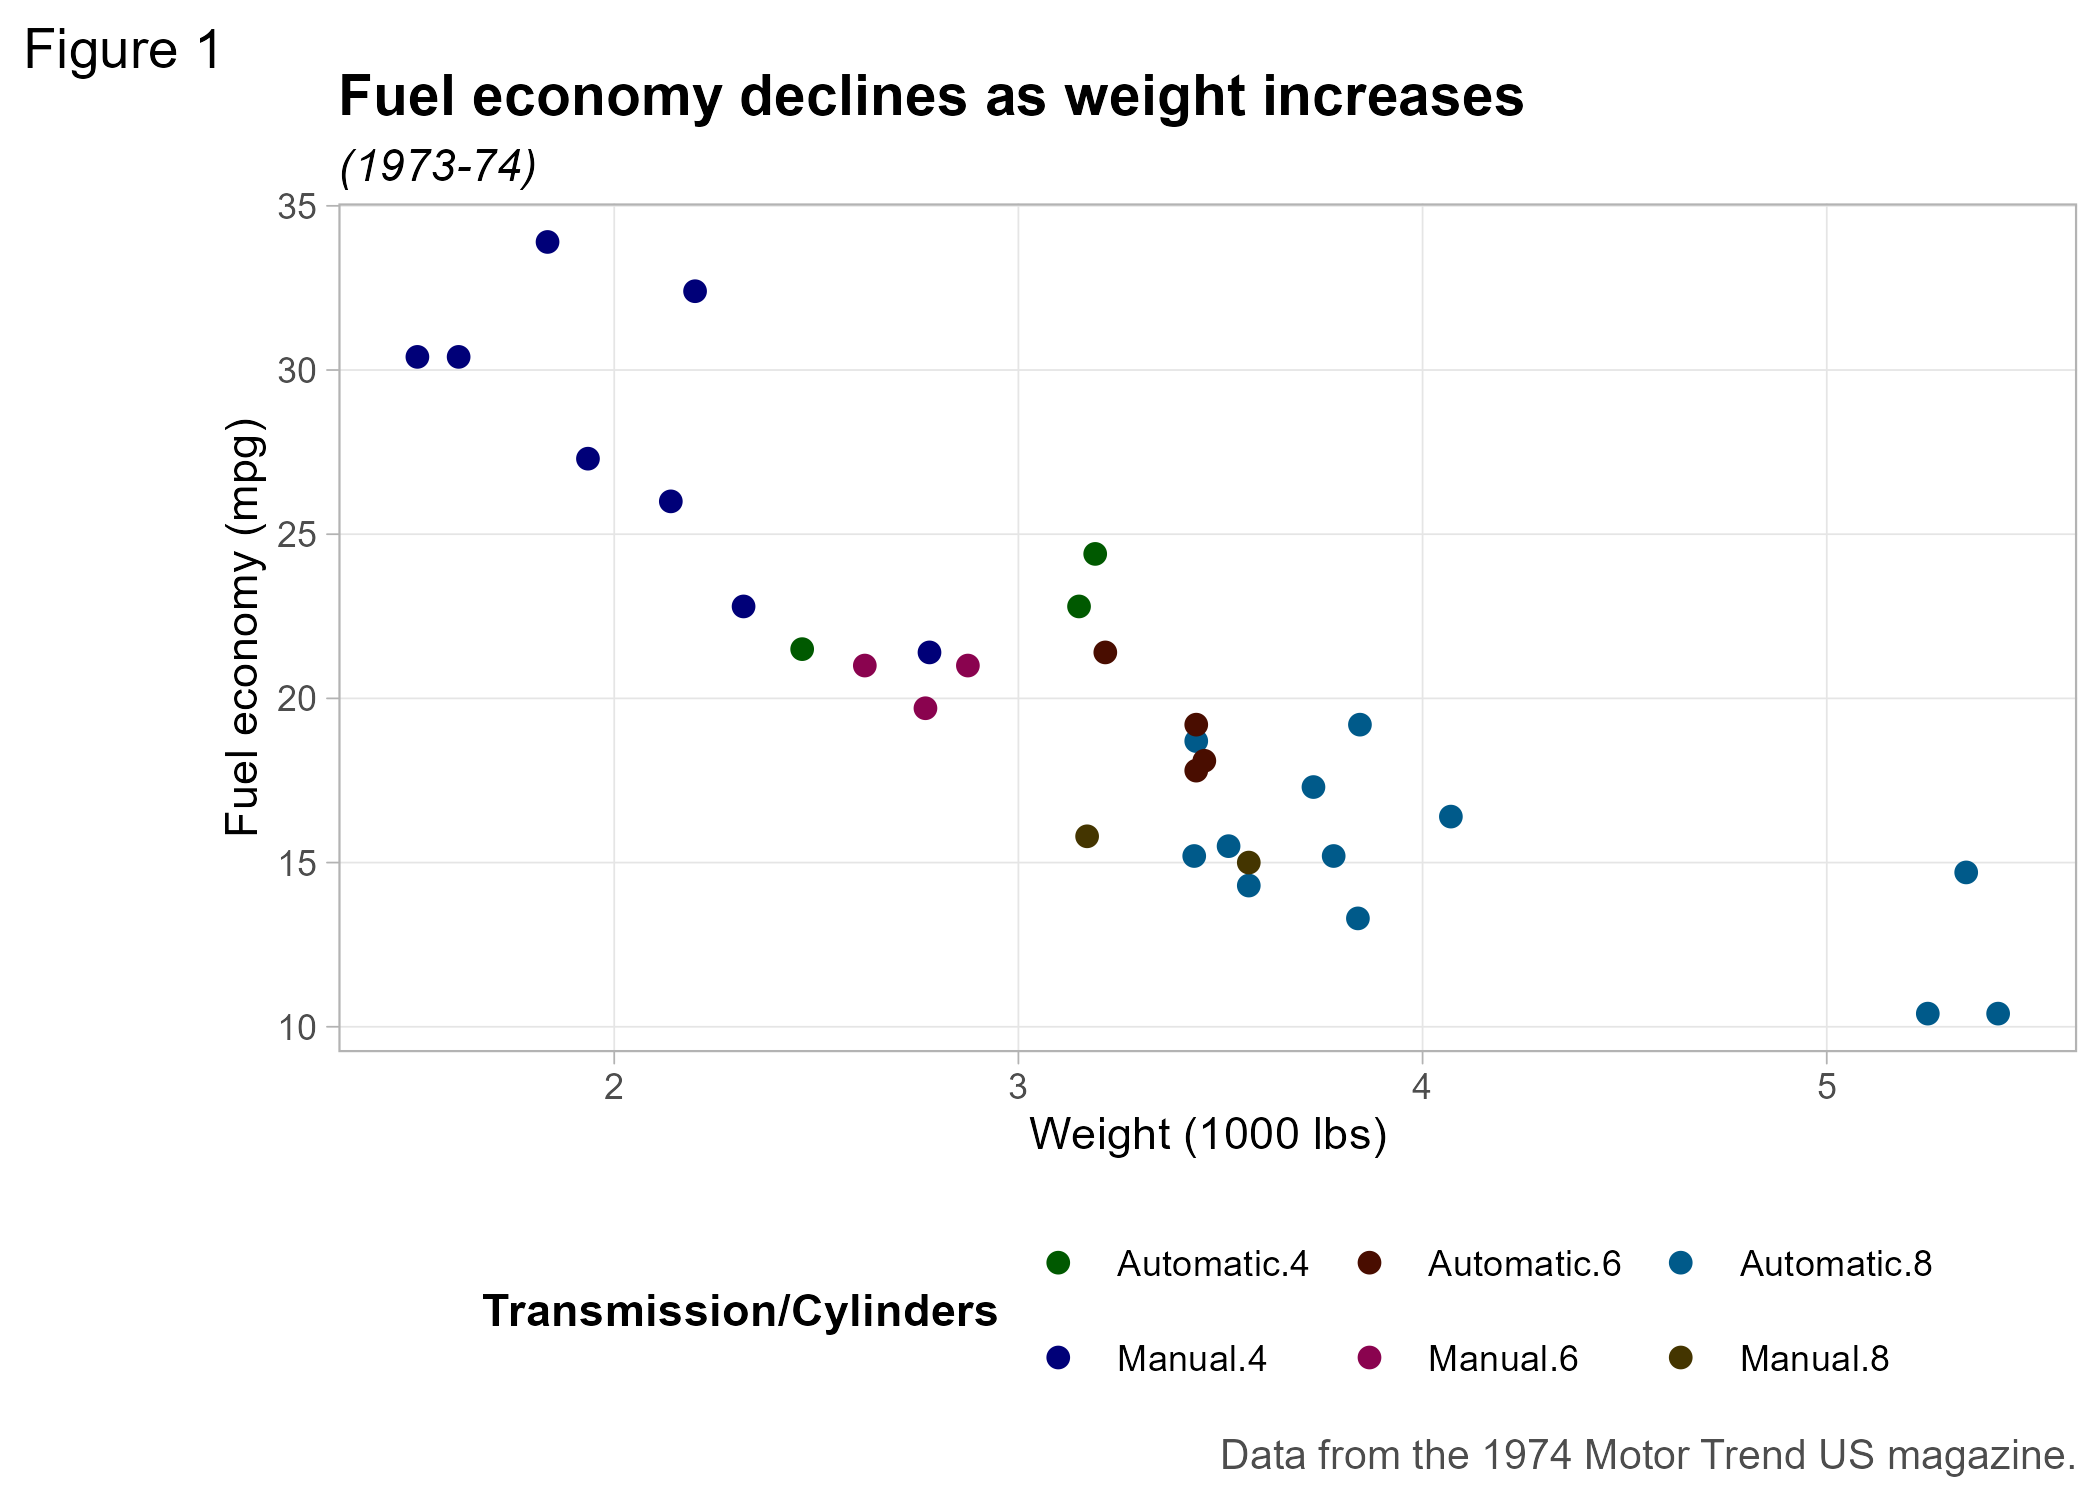 Figure 1
Fuel economy declines as weight increases
(1973-74)
Fuel economy (mpg)
35
30
25
20
15
10
2 3 4 5
Weight (1000 lbs)
Transmission/Cylinders
Automatic.4 Automatic.6 Automatic.8
Manual.4 Manual.6 Manual.8
Data from the 1974 Motor Trend US magazine.